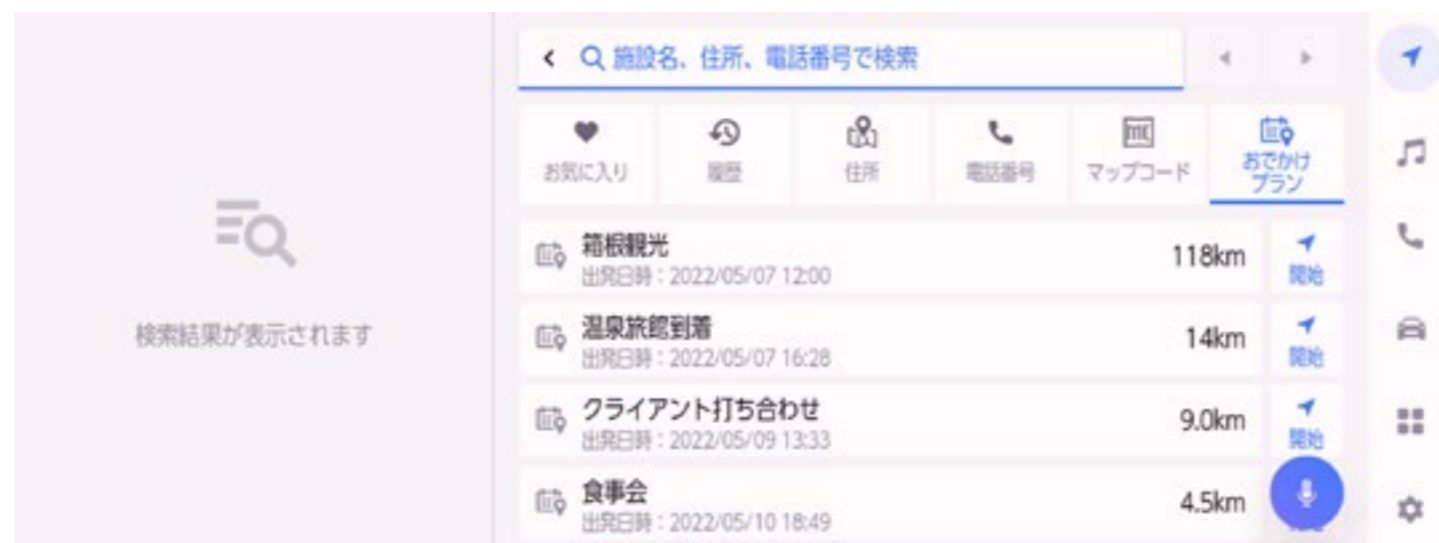 検索結果が表示されます
施設名、住所、電話番号で検索
お気に入り
履歴
住所
電話番号
マップコード
おでかけ
プラン
箱根観光
118km
出発日時：2022/05/07 12:00
開始
温泉旅館到着
14km
出発日時：2022/05/07 16:28
開始
クライアント打ち合わせ
9.0km
出発日時：2022/05/09 13:33
開始
食事会
4.5km
出発日時：2022/05/10 18:49